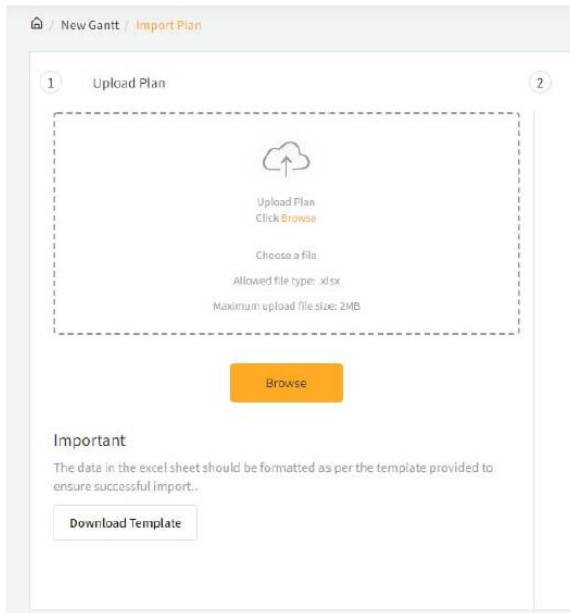 / New Gantt / Import Plan
1 Upload Plan
2
Upload Plan
Click Browse
Choose a file
Allowed file type: .xlsx
Maximum upload file size: 2MB
Browse
Important
The data in the excel sheet should be formatted as per the template provided to
ensure successful import..
Download Template